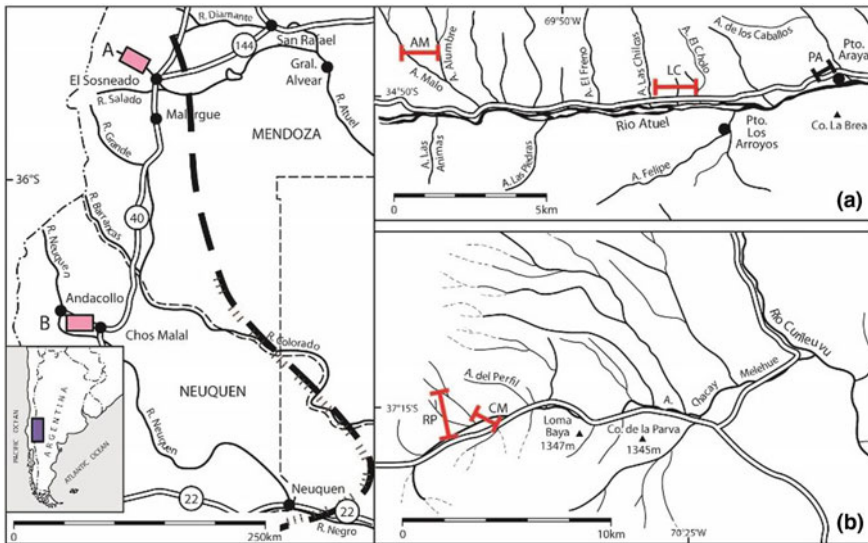 A
R. Diamante
144
San Rafael
Gral.
Alvear
El Sosneado
R. Salado
Malargue
R. Grande
R. Atuel
MENDOZA
36°S
R. Barrancas
40
R. Neuquen
Andacollo
B
Chos Malal
R. Colorado
NEUQUEN
R. Neuquen
Neuquen
22
22
R. Negro
0
250km
PACIFIC OCEAN
ARGENTINA
ATLANTIC OCEAN
69°50'W
AM
A. Alumbre
A. Malo
A. El Freno
A. Las Chilcas
LC
A. El Cholo
A. de los Caballos
Pto.
Araya
PA
34°50'S
Rio Atuel
Pto.
Los
Arroyos
Co. La Brea
A. Las
Animas
A. Las Piedras
A. Felipe
0
5km
(a)
Río Curileuvu
Melehue
Chacay
A.
A. del Perfil
37°15'S
RP
CM
Loma
Baya
1347m
Co. de la Parva
1345m
0
10km
70°25'W
(b)